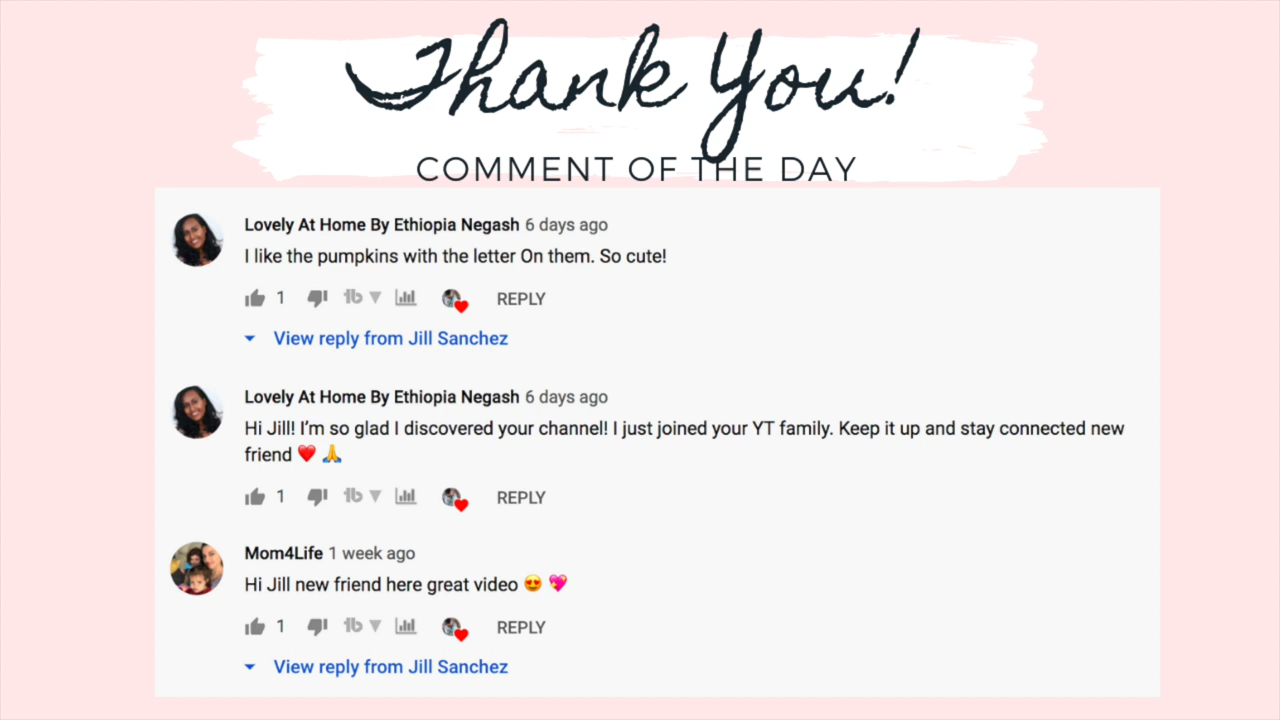 Thank You!
COMMENT OF THE DAY
Lovely At Home By Ethiopia Negash 6 days ago
I like the pumpkins with the letter On them. So cute!
1 tb REPLY
View reply from Jill Sanchez
Lovely At Home By Ethiopia Negash 6 days ago
Hi Jill! I'm so glad I discovered your channel! I just joined your YT family. Keep it up and stay connected new
friend ❤️ 🙏
1 tb REPLY
Mom4Life 1 week ago
Hi Jill new friend here great video 😍 💖
1 tb REPLY
View reply from Jill Sanchez